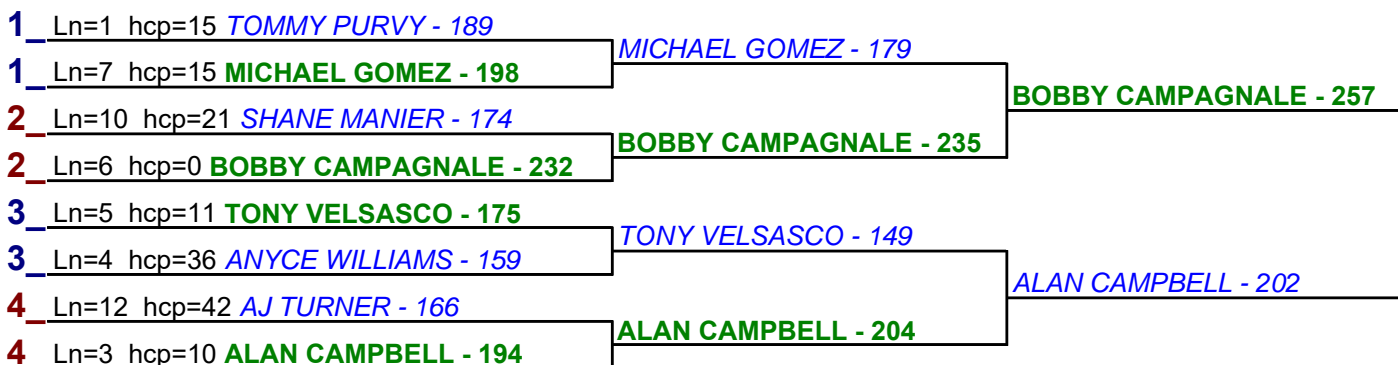 1_ Ln=1 hcp=15 TOMMY PURVY - 189
MICHAEL GOMEZ - 179
1_ Ln=7 hcp=15 MICHAEL GOMEZ - 198
BOBBY CAMPAGNALE - 257
2_ Ln=10 hcp=21 SHANE MANIER - 174
BOBBY CAMPAGNALE - 235
2_ Ln=6 hcp=0 BOBBY CAMPAGNALE - 232
3_ Ln=5 hcp=11 TONY VELSASCO - 175
TONY VELSASCO - 149
3_ Ln=4 hcp=36 ANYCE WILLIAMS - 159
ALAN CAMPBELL - 202
4_ Ln=12 hcp=42 AJ TURNER - 166
ALAN CAMPBELL - 204
4 Ln=3 hcp=10 ALAN CAMPBELL - 194